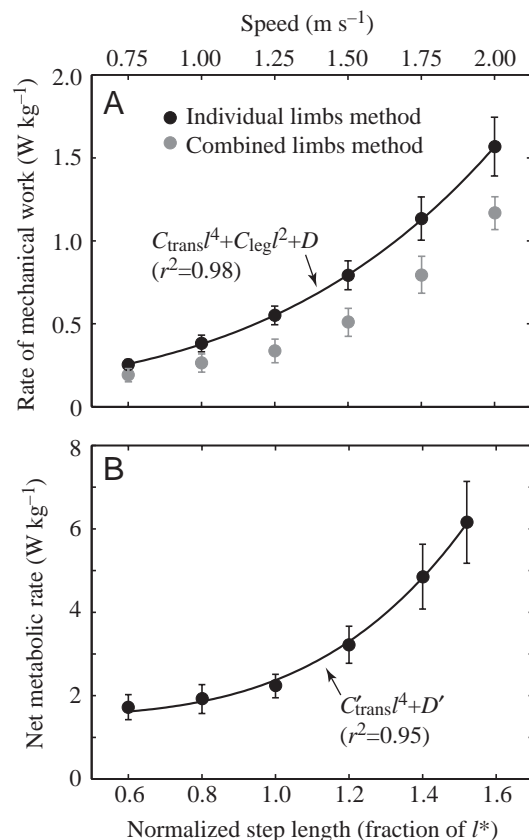 Speed (m s⁻¹)
0.75 1.00 1.25 1.50 1.75 2.00
2.0
A
Individual limbs method
Combined limbs method
1.5
Rate of mechanical work (W kg⁻¹)
1.0
C_trans l⁴+C_leg l²+D
(r²=0.98)
0.5
0
8
B
6
Net metabolic rate (W kg⁻¹)
4
2
C′_trans l⁴+D′
(r²=0.95)
0
0.6 0.8 1.0 1.2 1.4 1.6
Normalized step length (fraction of l*)